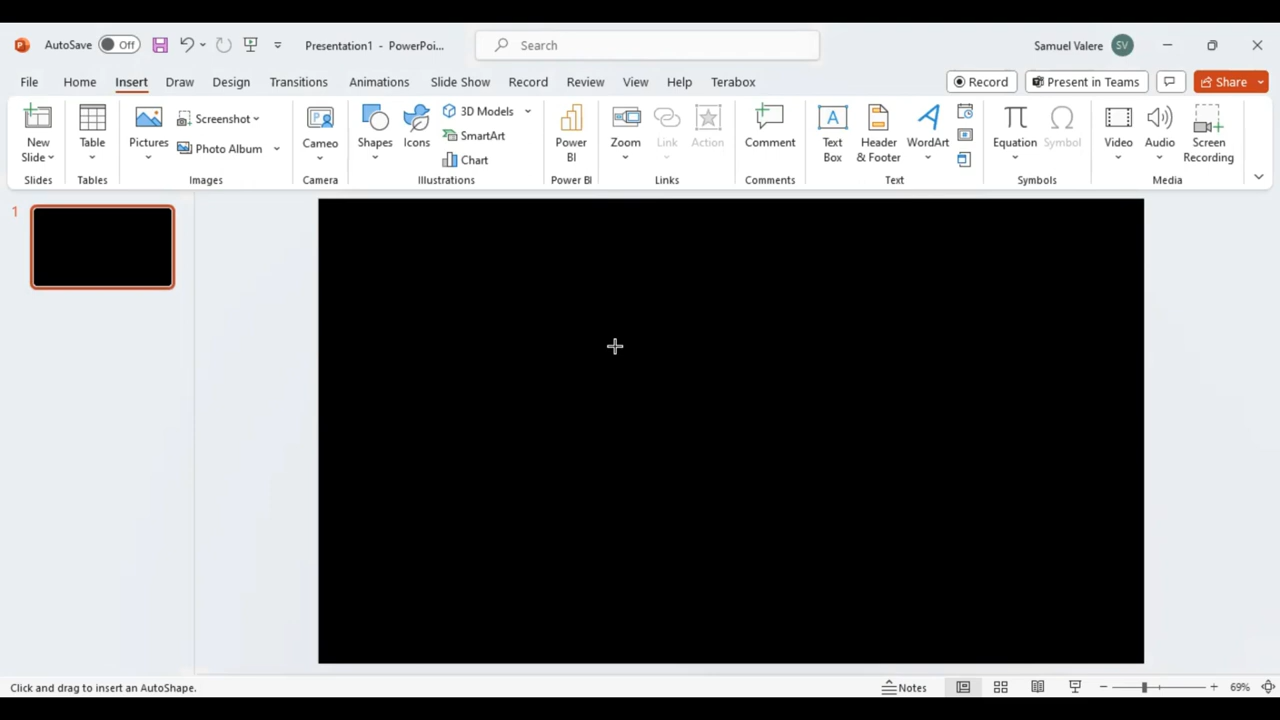 AutoSave Off Presentation1 - PowerPoi... Search Samuel Valere SV
File Home Insert Draw Design Transitions Animations Slide Show Record Review View Help Terabox Record Present in Teams Share
New Slide Table Pictures Screenshot Photo Album Cameo Shapes Icons 3D Models SmartArt Chart Power BI Zoom Link Action Comment Text Box Header & Footer WordArt Equation Symbol Video Audio Screen Recording
Slides Tables Images Camera Illustrations Power BI Links Comments Text Symbols Media
1
Click and drag to insert an AutoShape. Notes 69%